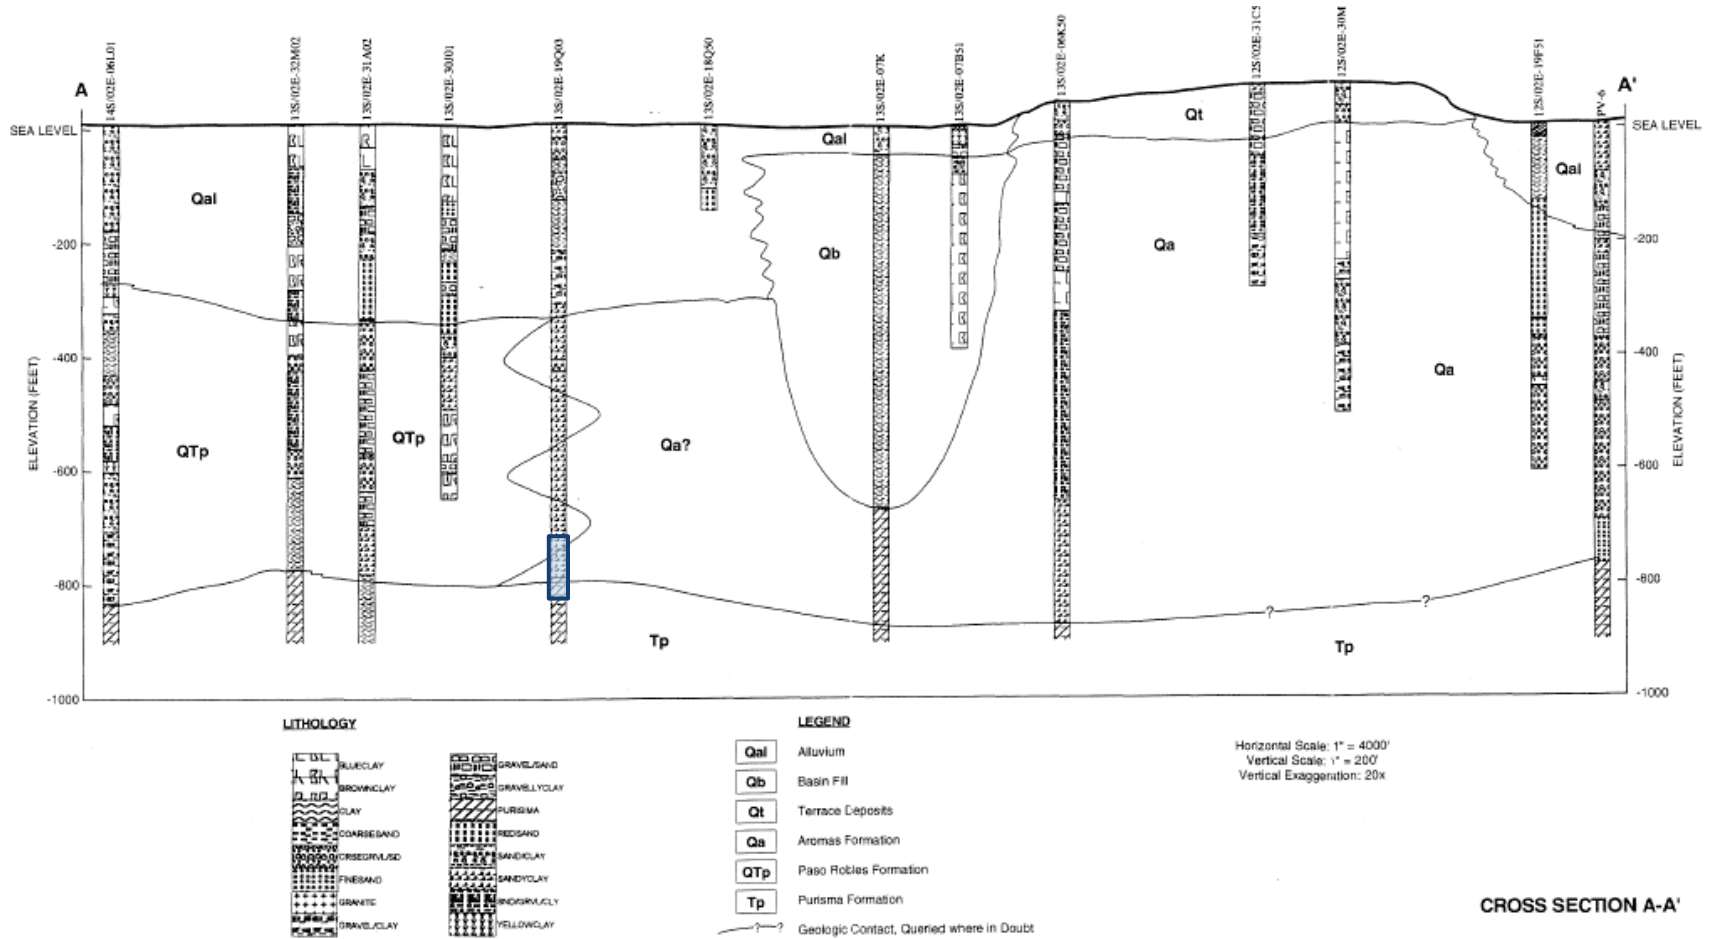 14S/02E-06L01
13S/02E-32M02
13S/02E-31A02
13S/02E-30J01
13S/02E-19Q03
13S/02E-18Q50
13S/02E-07K
13S/02E-07B51
13S/02E-06K50
12S/02E-31C5
12S/02E-30M
12S/02E-19F51
PV-6
A
A'
SEA LEVEL
SEA LEVEL
Qt
Qal
Qal
Qal
Qb
Qa
Qa
-200
-200
-400
-400
ELEVATION (FEET)
ELEVATION (FEET)
QTp
QTp
Qa?
-600
-600
-800
-800
?
?
Tp
Tp
-1000
-1000
LITHOLOGY
BLUECLAY
BROWNCLAY
CLAY
COARSESAND
CRSEGRVL/SD
FINESAND
GRANITE
GRAVEL/CLAY
GRAVEL/SAND
GRAVELLYCLAY
PURISIMA
REDSAND
SAND/CLAY
SANDYCLAY
SND/GRVL/CLY
YELLOWCLAY
LEGEND
Qal Alluvium
Qb Basin Fill
Qt Terrace Deposits
Qa Aromas Formation
QTp Paso Robles Formation
Tp Purisma Formation
?—? Geologic Contact, Queried where in Doubt
Horizontal Scale: 1" = 4000'
Vertical Scale: 1" = 200'
Vertical Exaggeration: 20x
CROSS SECTION A-A'